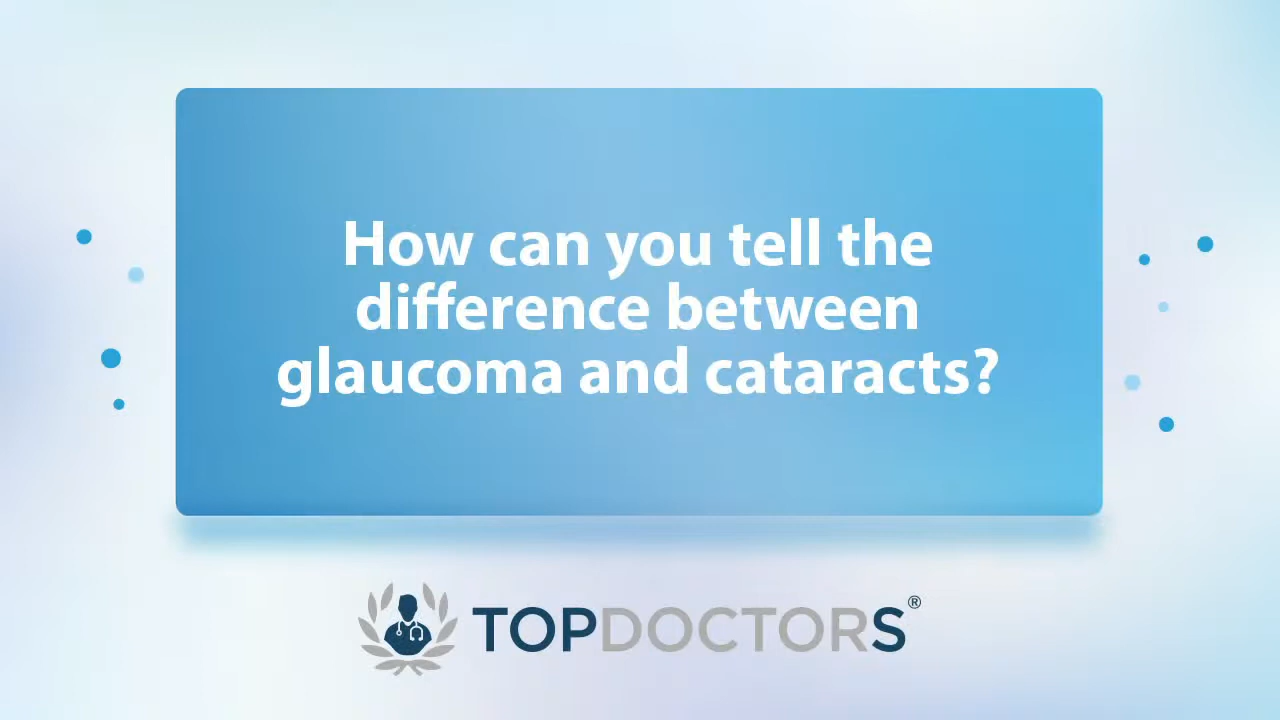 How can you tell the
difference between
glaucoma and cataracts?
TOPDOCTORS®